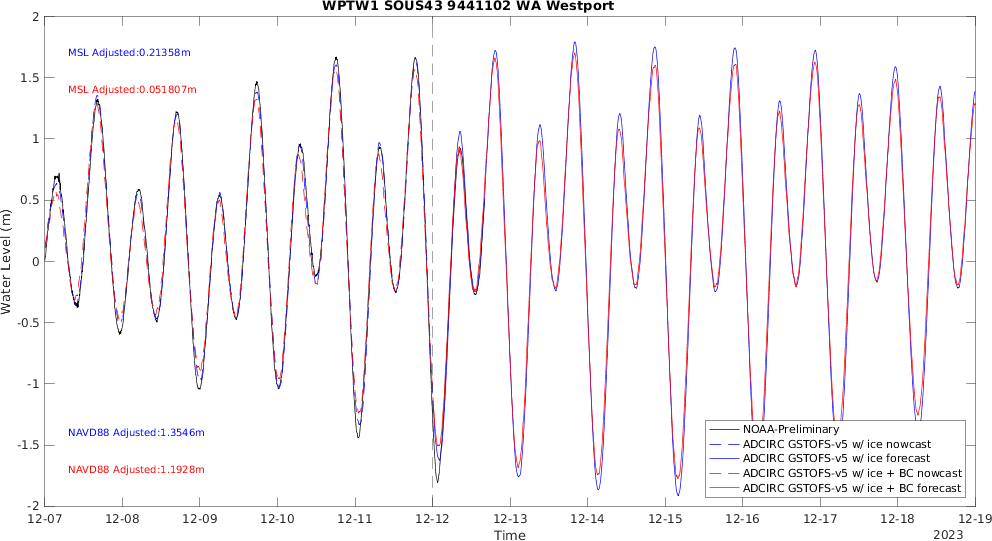 WPTW1 SOUS43 9441102 WA Westport
2
1.5
1
0.5
0
-0.5
-1
-1.5
-2
Water Level (m)
MSL Adjusted:0.21358m
MSL Adjusted:0.051807m
NAVD88 Adjusted:1.3546m
NAVD88 Adjusted:1.1928m
NOAA-Preliminary
ADCIRC GSTOFS-v5 w/ ice nowcast
ADCIRC GSTOFS-v5 w/ ice forecast
ADCIRC GSTOFS-v5 w/ ice + BC nowcast
ADCIRC GSTOFS-v5 w/ ice + BC forecast
12-07 12-08 12-09 12-10 12-11 12-12 12-13 12-14 12-15 12-16 12-17 12-18 12-19
Time
2023